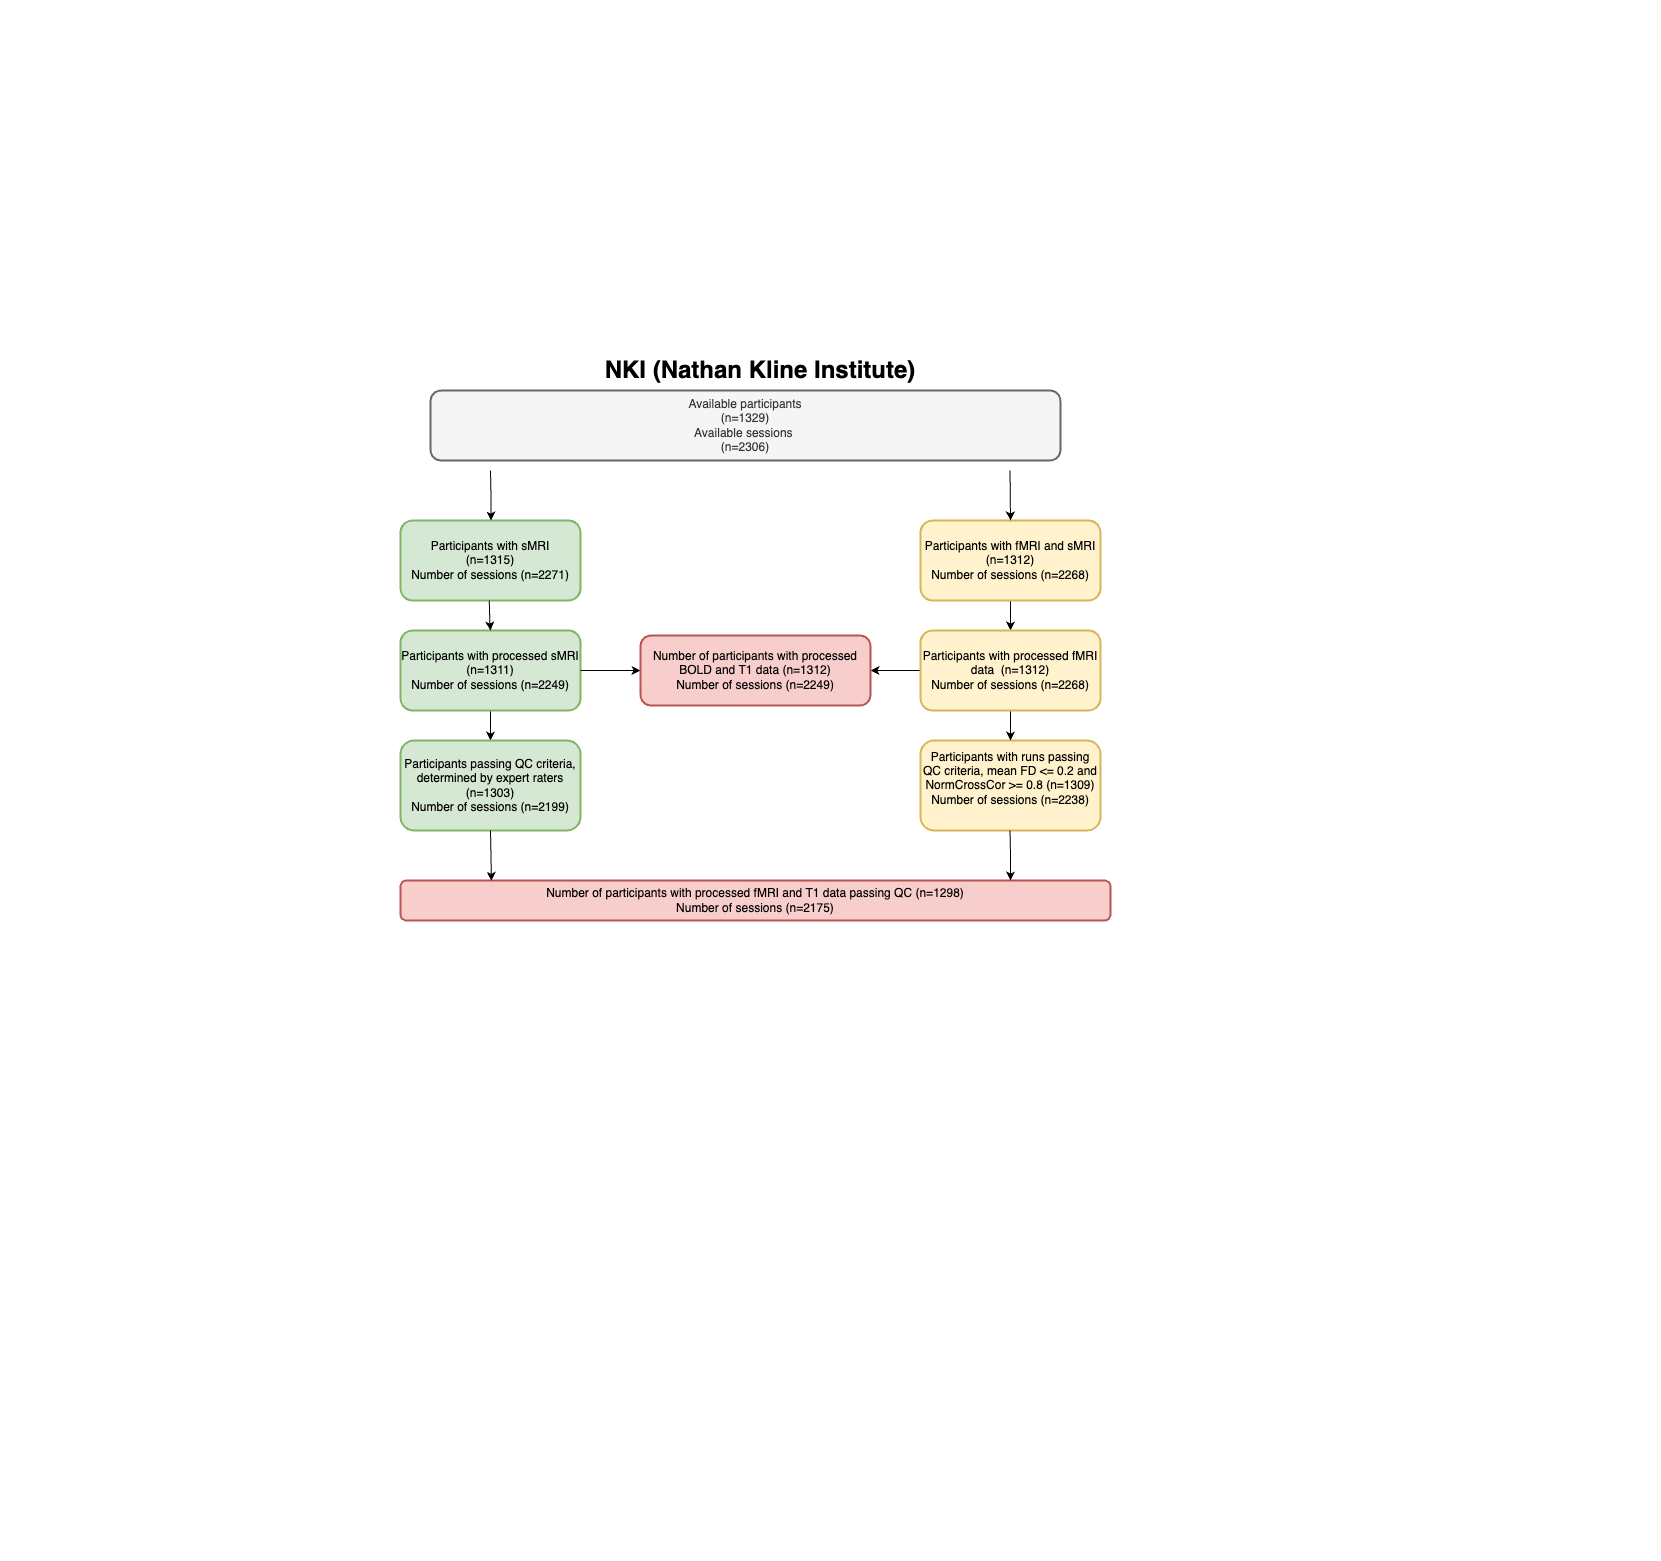 NKI (Nathan Kline Institute)
Available participants
(n=1329)
Available sessions
(n=2306)
Participants with sMRI
(n=1315)
Number of sessions (n=2271)
Participants with fMRI and sMRI
(n=1312)
Number of sessions (n=2268)
Participants with processed sMRI
(n=1311)
Number of sessions (n=2249)
Number of participants with processed
BOLD and T1 data (n=1312)
Number of sessions (n=2249)
Participants with processed fMRI
data (n=1312)
Number of sessions (n=2268)
Participants passing QC criteria,
determined by expert raters
(n=1303)
Number of sessions (n=2199)
Participants with runs passing
QC criteria, mean FD <= 0.2 and
NormCrossCor >= 0.8 (n=1309)
Number of sessions (n=2238)
Number of participants with processed fMRI and T1 data passing QC (n=1298)
Number of sessions (n=2175)